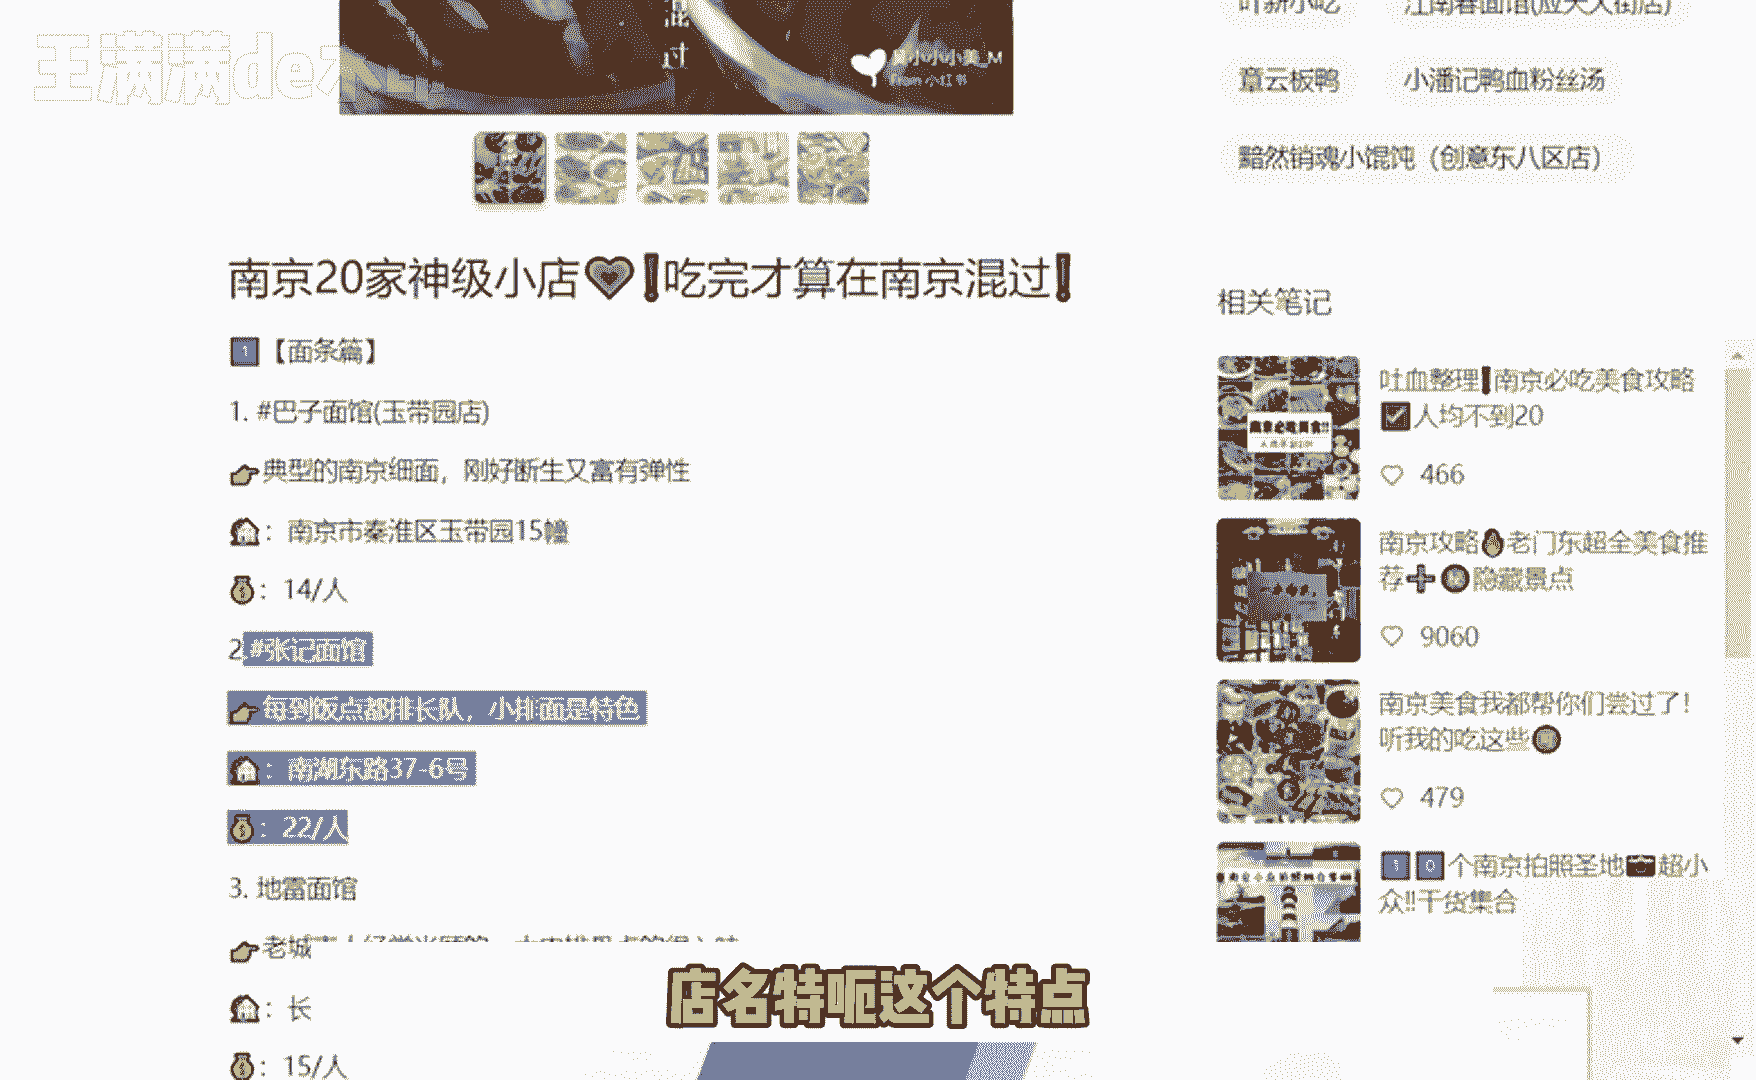 王满满de
混
过
小小小美_M
小红书
南京20家神级小店💗❗吃完才算在南京混过❗
1【面条篇】
1. #巴子面馆(玉带园店)
👉典型的南京细面，刚好断生又富有弹性
🏠：南京市秦淮区玉带园15幢
💰：14/人
2.#张记面馆
👉每到饭点都排长队，小排面是特色
🏠：南湖东路37-6号
💰：22/人
3. 地雷面馆
👉老城
🏠：长
💰：15/人
江南春面馆(应天大街店)
章云板鸭
小潘记鸭血粉丝汤
黯然销魂小馄饨（创意东八区店）
相关笔记
吐血整理❗南京必吃美食攻略
☑人均不到20
466
南京攻略🔥老门东超全美食推
荐➕隐藏景点
9060
南京美食我都帮你们尝过了！
听我的吃这些
479
1 0个南京拍照圣地超小
众‼干货集合
南京必吃美食!!
店名特呃这个特点